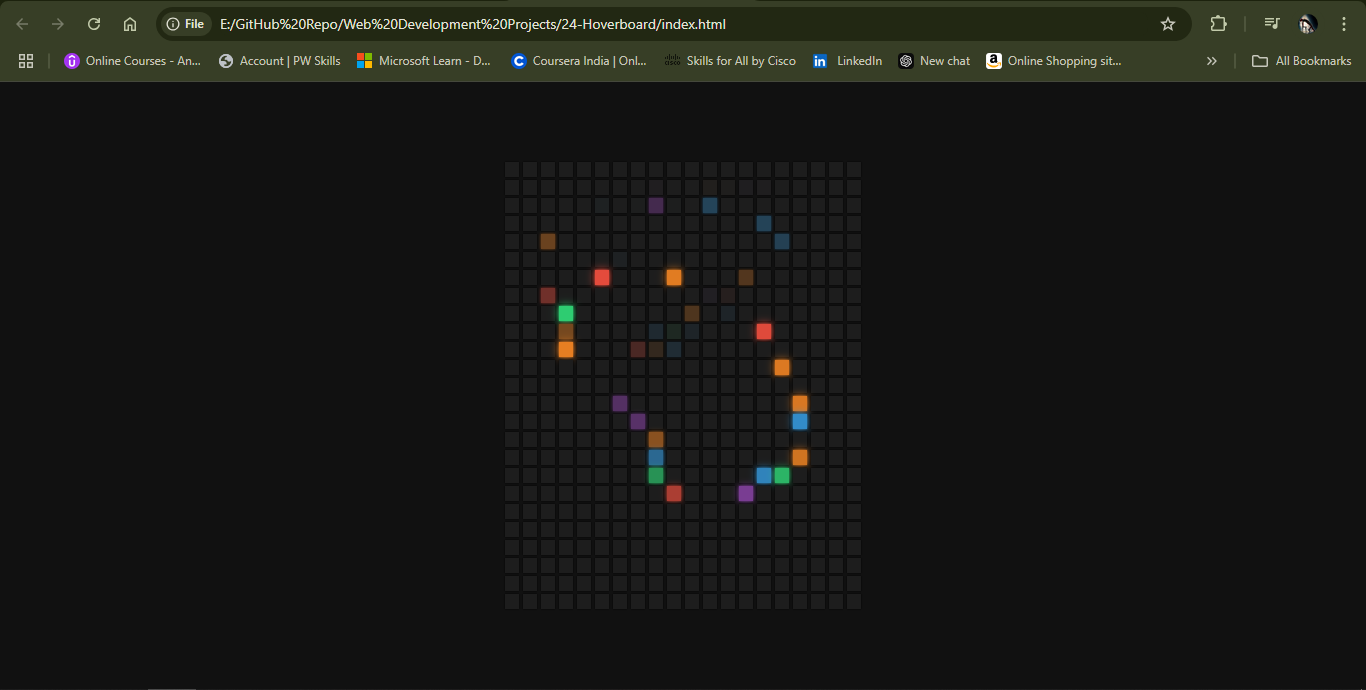 File E:/GitHub%20Repo/Web%20Development%20Projects/24-Hoverboard/index.html
Online Courses - An... Account | PW Skills Microsoft Learn - D... Coursera India | Onl... Skills for All by Cisco LinkedIn New chat Online Shopping sit... All Bookmarks